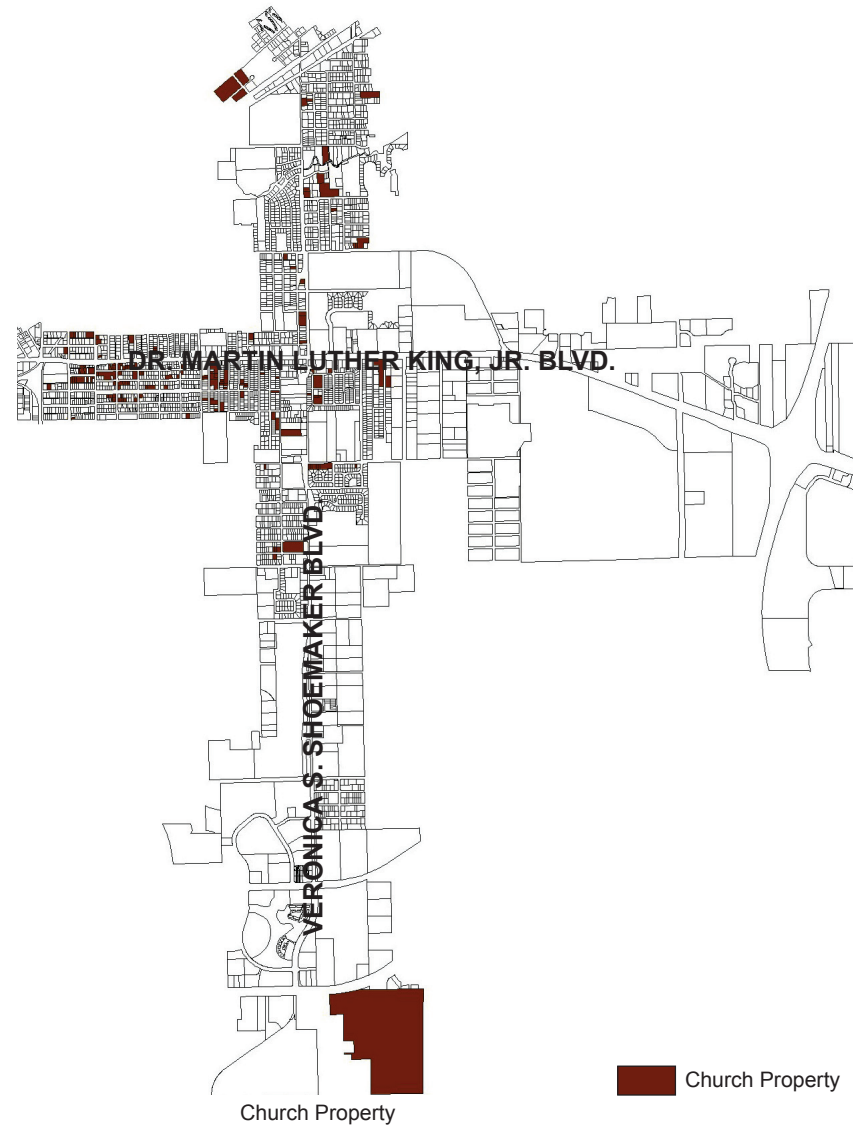 DR. MARTIN LUTHER KING, JR. BLVD.
VERONICA S. SHOEMAKER BLVD.
Church Property
Church Property